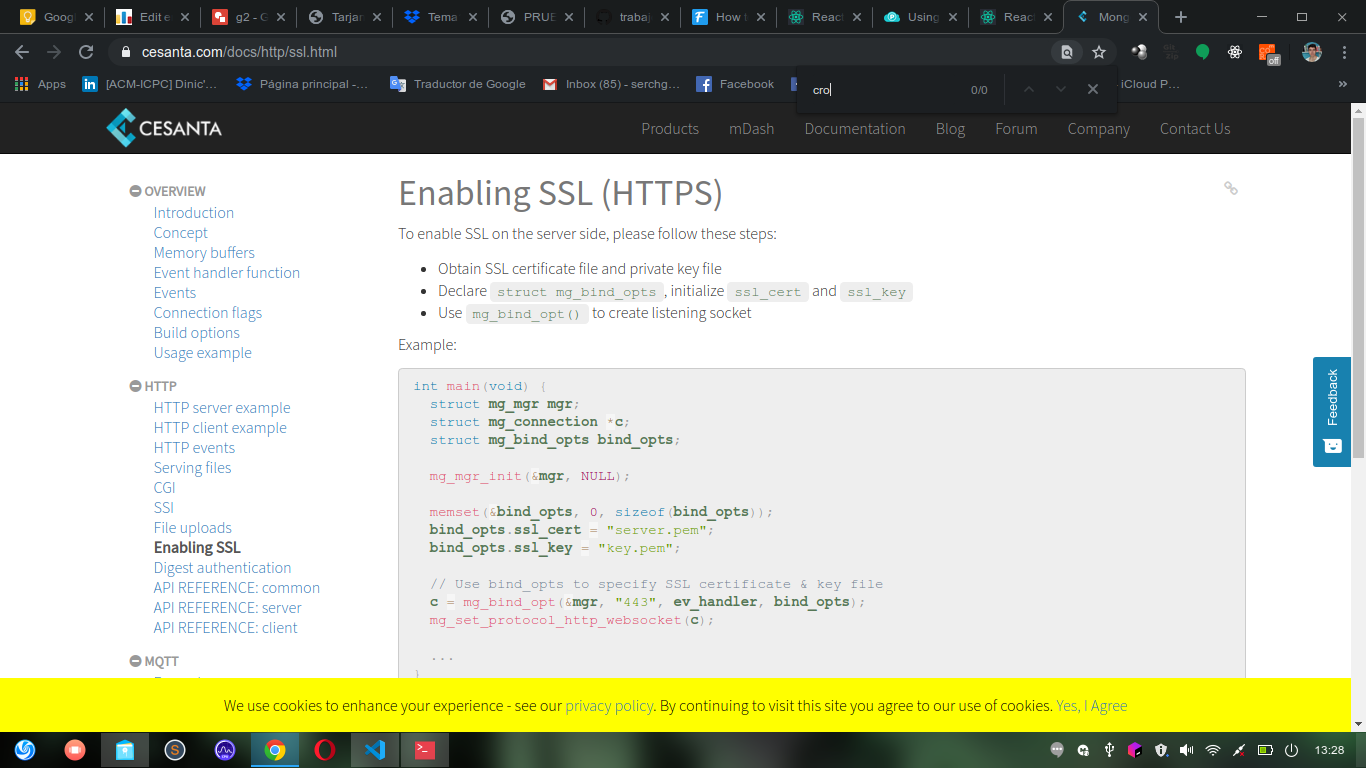 Googl
Edit e
g2 - G
Tarjan
Tema
PRUE
trabaj
How t
React
Using
React
Mong
cesanta.com/docs/http/ssl.html
off
Apps
[ACM-ICPC] Dinic'...
Página principal -...
Traductor de Google
Inbox (85) - serchg...
Facebook
iCloud P...
»
cro
0/0
CESANTA
Products
mDash
Documentation
Blog
Forum
Company
Contact Us
OVERVIEW
Introduction
Concept
Memory buffers
Event handler function
Events
Connection flags
Build options
Usage example
HTTP
HTTP server example
HTTP client example
HTTP events
Serving files
CGI
SSI
File uploads
Enabling SSL
Digest authentication
API REFERENCE: common
API REFERENCE: server
API REFERENCE: client
MQTT
Enabling SSL (HTTPS)
To enable SSL on the server side, please follow these steps:
Obtain SSL certificate file and private key file
Declare struct mg_bind_opts, initialize ssl_cert and ssl_key
Use mg_bind_opt() to create listening socket
Example:
int main(void) {
struct mg_mgr mgr;
struct mg_connection *c;
struct mg_bind_opts bind_opts;
mg_mgr_init(&mgr, NULL);
memset(&bind_opts, 0, sizeof(bind_opts));
bind_opts.ssl_cert = "server.pem";
bind_opts.ssl_key = "key.pem";
// Use bind_opts to specify SSL certificate & key file
c = mg_bind_opt(&mgr, "443", ev_handler, bind_opts);
mg_set_protocol_http_websocket(c);
...
}
Feedback
We use cookies to enhance your experience - see our privacy policy. By continuing to visit this site you agree to our use of cookies. Yes, I Agree
13:28